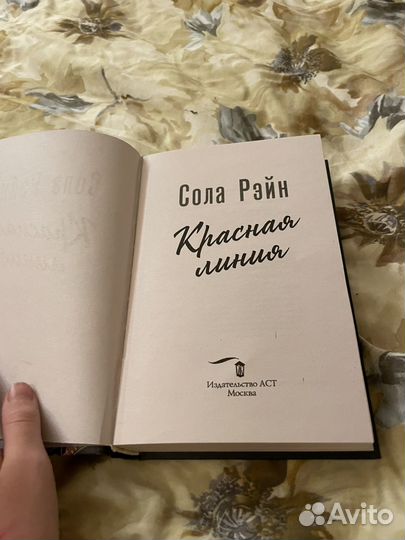 Сола Рэйн
Красная
линия
Издательство АСТ
Москва
Avito